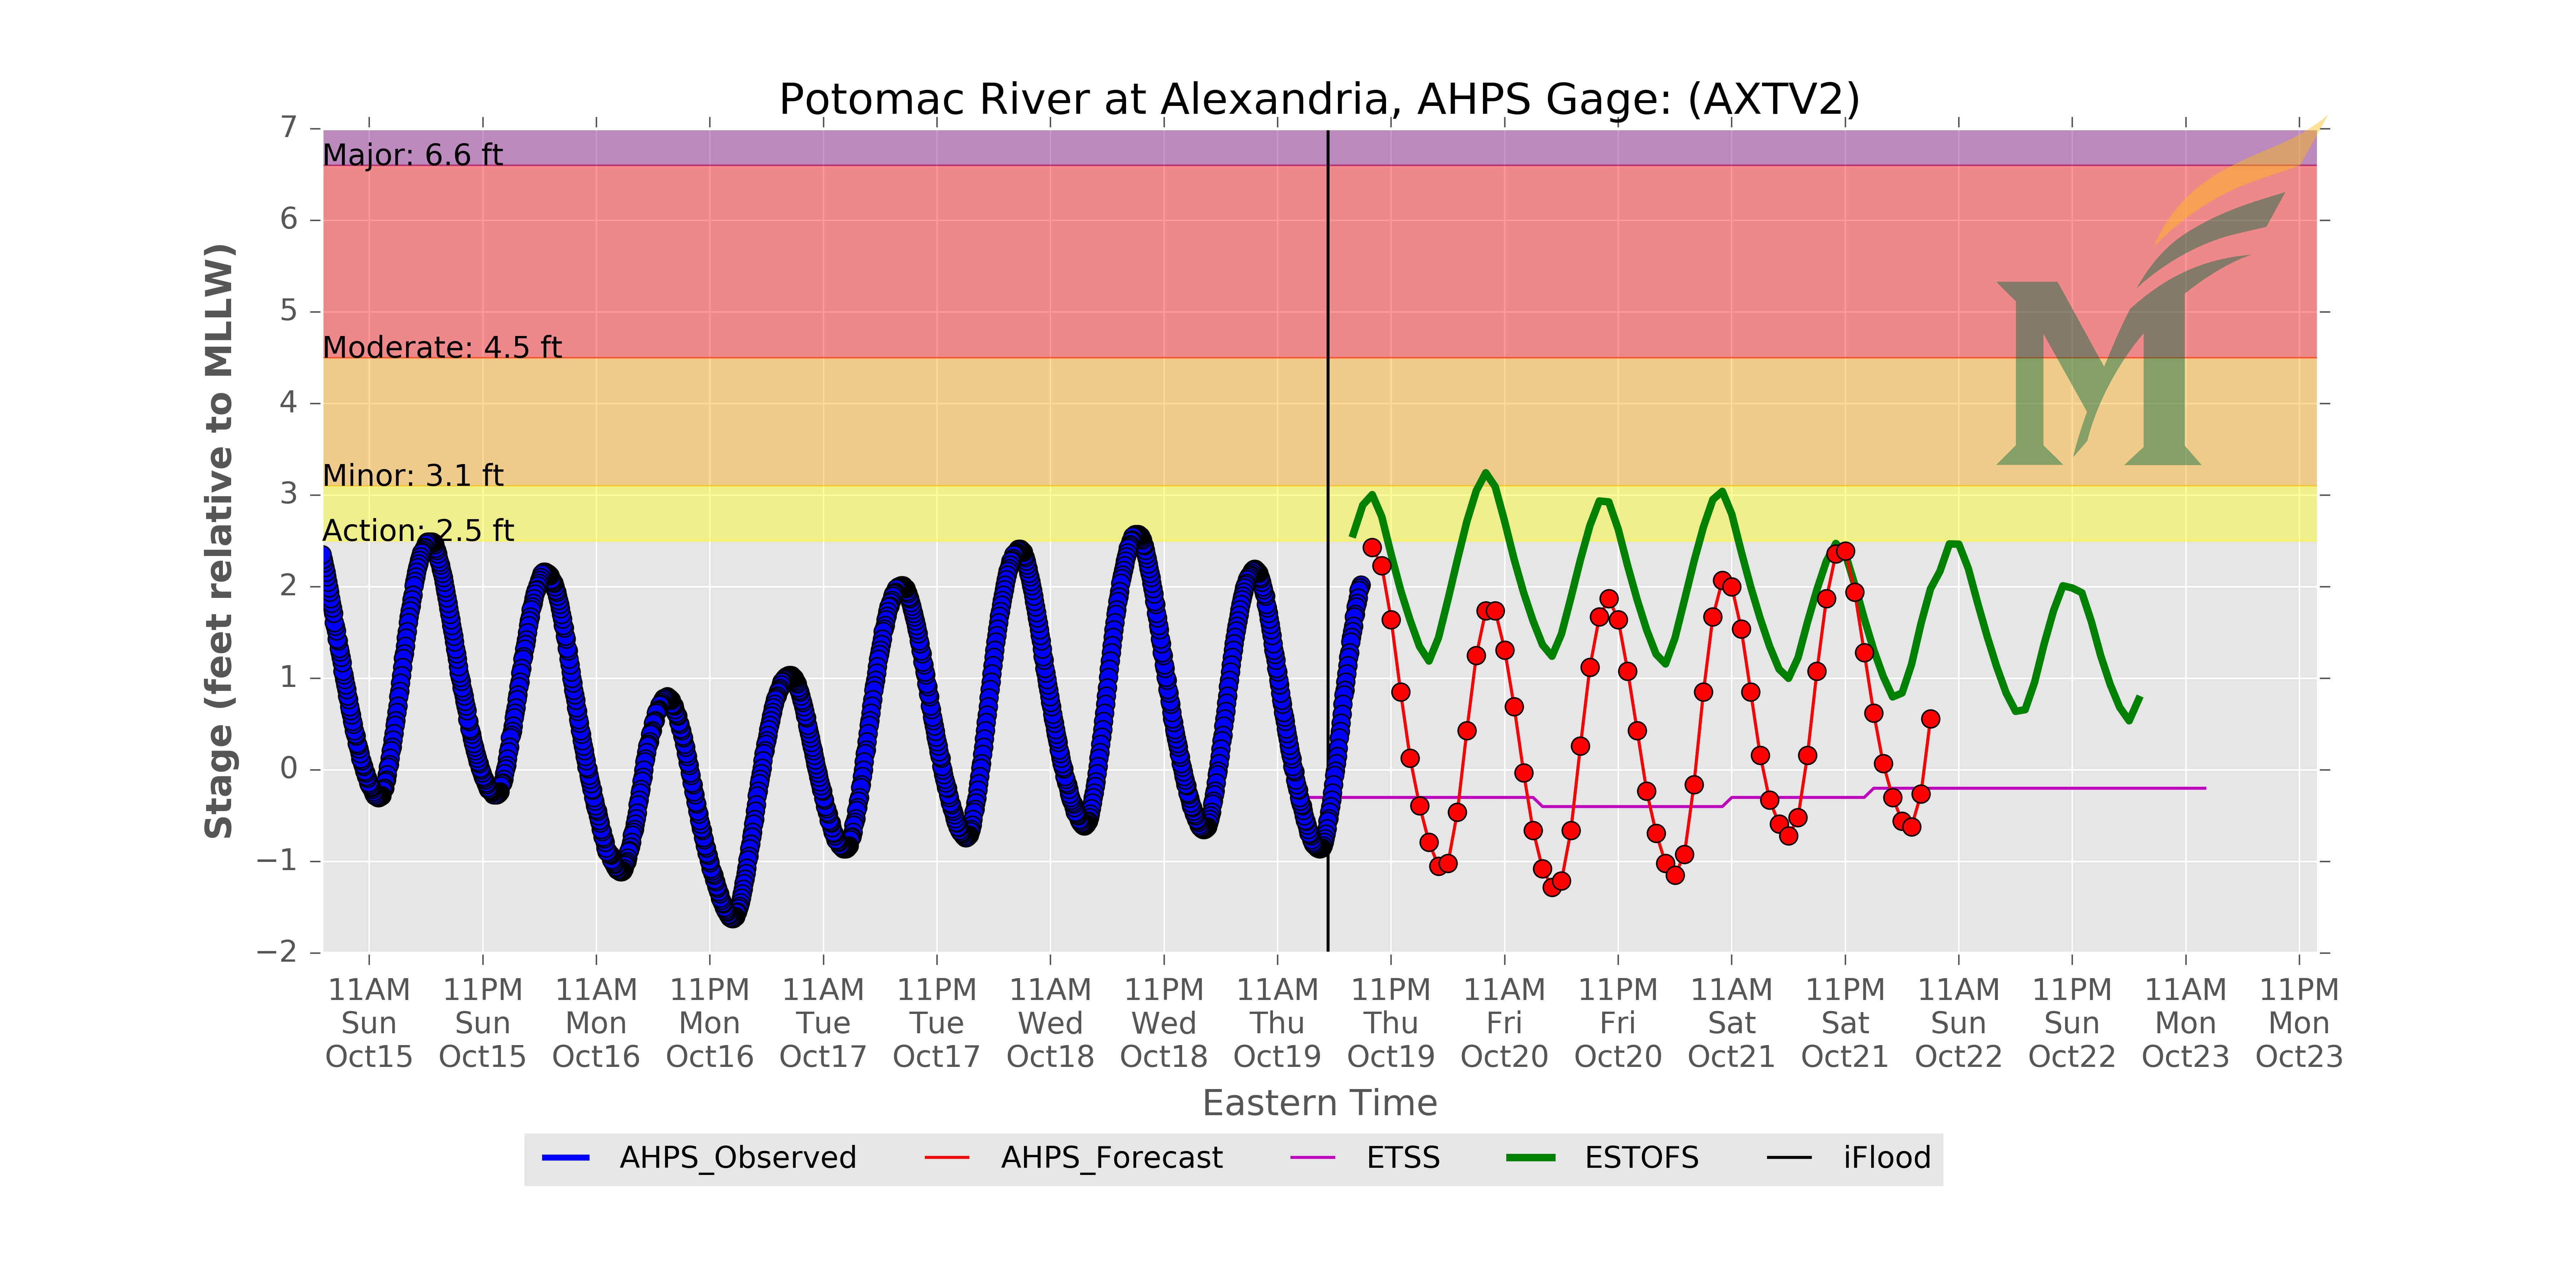 Potomac River at Alexandria, AHPS Gage: (AXTV2)
7
Major: 6.6 ft
6
5
Moderate: 4.5 ft
4
Minor: 3.1 ft
3
Action: 2.5 ft
2
1
0
−1
−2
Stage (feet relative to MLLW)
11AM 11PM 11AM 11PM 11AM 11PM 11AM 11PM 11AM 11PM 11AM 11PM 11AM 11PM 11AM 11PM 11AM 11PM
Sun Sun Mon Mon Tue Tue Wed Wed Thu Thu Fri Fri Sat Sat Sun Sun Mon Mon
Oct15 Oct15 Oct16 Oct16 Oct17 Oct17 Oct18 Oct18 Oct19 Oct19 Oct20 Oct20 Oct21 Oct21 Oct22 Oct22 Oct23 Oct23
Eastern Time
AHPS_Observed AHPS_Forecast ETSS ESTOFS iFlood